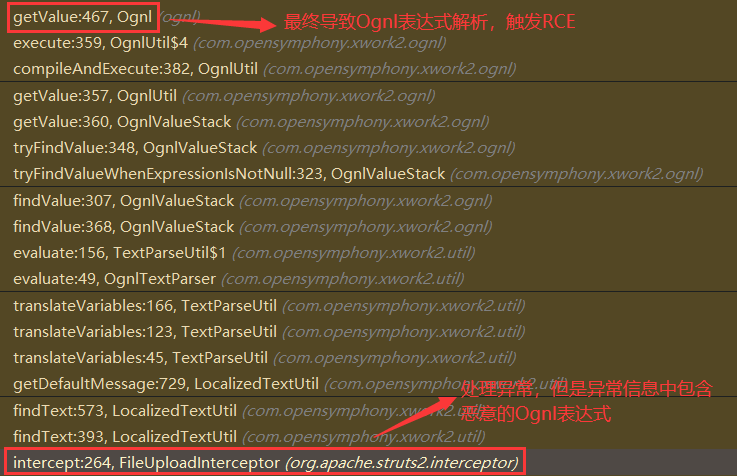 getValue:467, Ognl (ognl)
最终导致Ognl表达式解析，触发RCE
execute:359, OgnlUtil$4 (com.opensymphony.xwork2.ognl)
compileAndExecute:382, OgnlUtil (com.opensymphony.xwork2.ognl)
getValue:357, OgnlUtil (com.opensymphony.xwork2.ognl)
getValue:360, OgnlValueStack (com.opensymphony.xwork2.ognl)
tryFindValue:348, OgnlValueStack (com.opensymphony.xwork2.ognl)
tryFindValueWhenExpressionIsNotNull:323, OgnlValueStack (com.opensymphony.xwork2.ognl)
findValue:307, OgnlValueStack (com.opensymphony.xwork2.ognl)
findValue:368, OgnlValueStack (com.opensymphony.xwork2.ognl)
evaluate:156, TextParseUtil$1 (com.opensymphony.xwork2.util)
evaluate:49, OgnlTextParser (com.opensymphony.xwork2.util)
translateVariables:166, TextParseUtil (com.opensymphony.xwork2.util)
translateVariables:123, TextParseUtil (com.opensymphony.xwork2.util)
translateVariables:45, TextParseUtil (com.opensymphony.xwork2.util)
getDefaultMessage:729, LocalizedTextUtil (com.opensymphony.xwork2.util)
处理异常，但是异常信息中包含
恶意的Ognl表达式
findText:573, LocalizedTextUtil (com.opensymphony.xwork2.util)
findText:393, LocalizedTextUtil (com.opensymphony.xwork2.util)
intercept:264, FileUploadInterceptor (org.apache.struts2.interceptor)